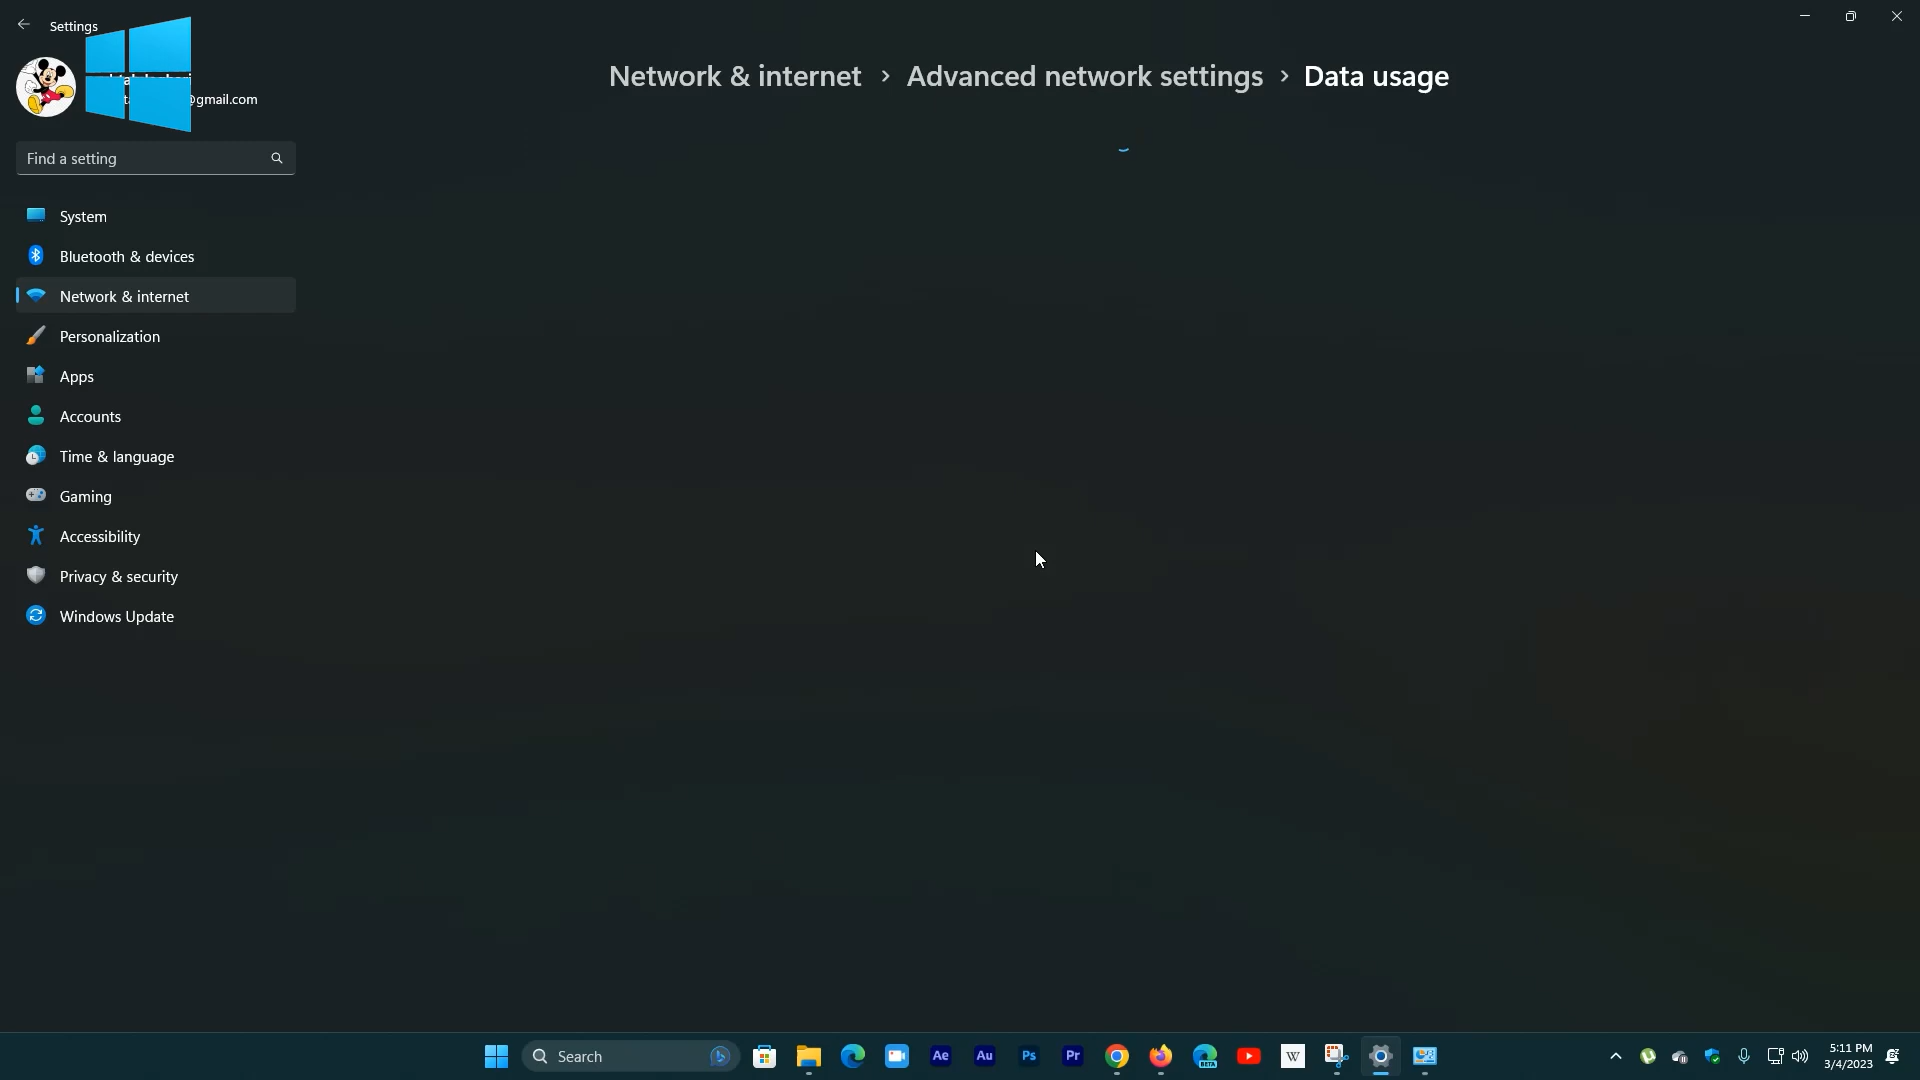 Settings
@gmail.com
Network & internet > Advanced network settings > Data usage
Find a setting
System
Bluetooth & devices
Network & internet
Personalization
Apps
Accounts
Time & language
Gaming
Accessibility
Privacy & security
Windows Update
Search
Ae
Au
Ps
Pr
BETA
W
5:11 PM
3/4/2023